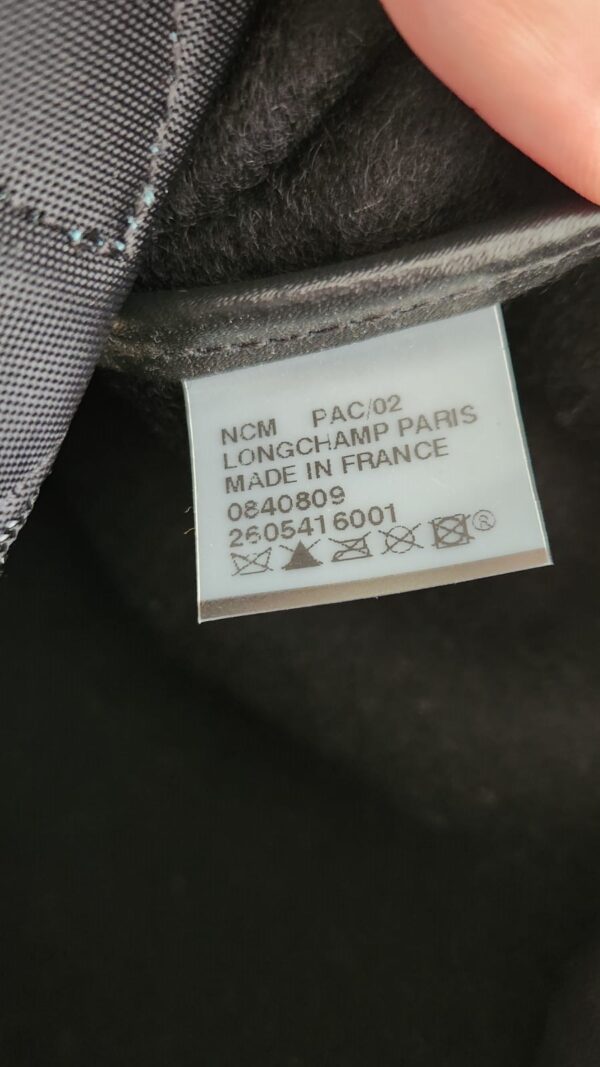 NCM PAC/02
LONGCHAMP PARIS
MADE IN FRANCE
0840809
2605416001
®